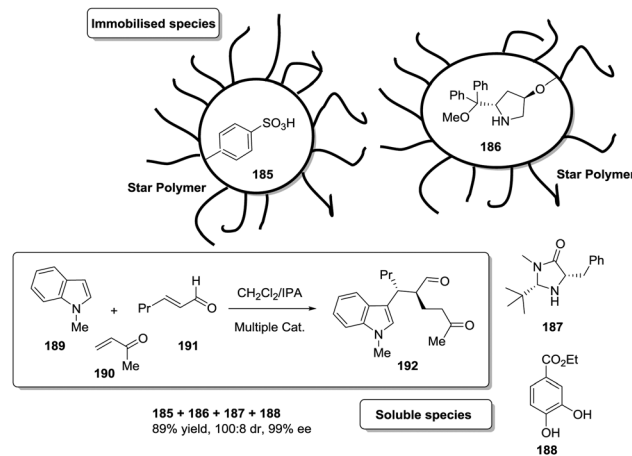 Immobilised species
SO3H
185
Star Polymer
Ph
Ph
O
MeO
HN
186
Star Polymer
N
Me
189
+
O
Me
190
H
Pr
O
191
CH2Cl2/IPA
Multiple Cat.
Pr
O
N
Me
O
Me
192
O
Me
N
Ph
N
H
187
CO2Et
OH
OH
188
185 + 186 + 187 + 188
89% yield, 100:8 dr, 99% ee
Soluble species